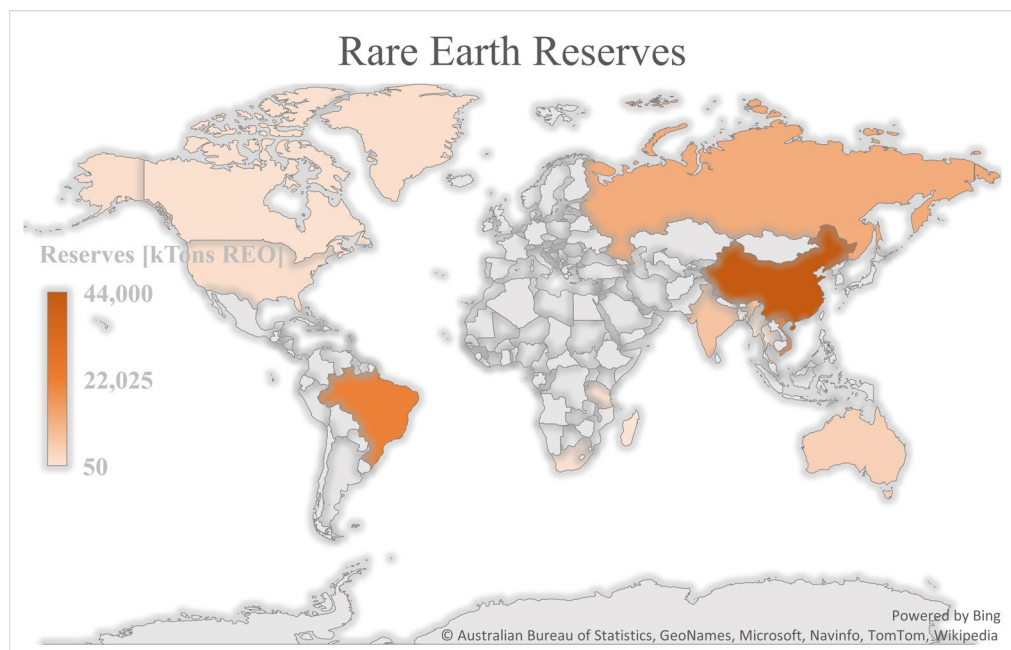 Rare Earth Reserves
Reserves [kTons REO]
44,000
22,025
50
Powered by Bing
© Australian Bureau of Statistics, GeoNames, Microsoft, Navinfo, TomTom, Wikipedia